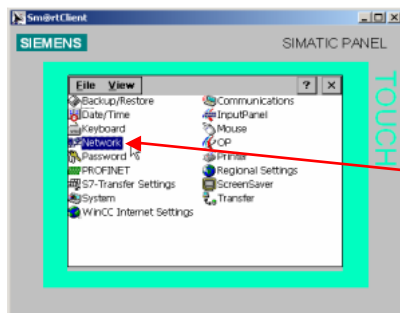 Sm@rtClient
SIEMENS
SIMATIC PANEL
TOUCH
File View ? ×
Backup/Restore
Date/Time
Keyboard
Network
Password
PROFINET
S7-Transfer Settings
System
WinCC Internet Settings
Communications
InputPanel
Mouse
OP
Printer
Regional Settings
ScreenSaver
Transfer